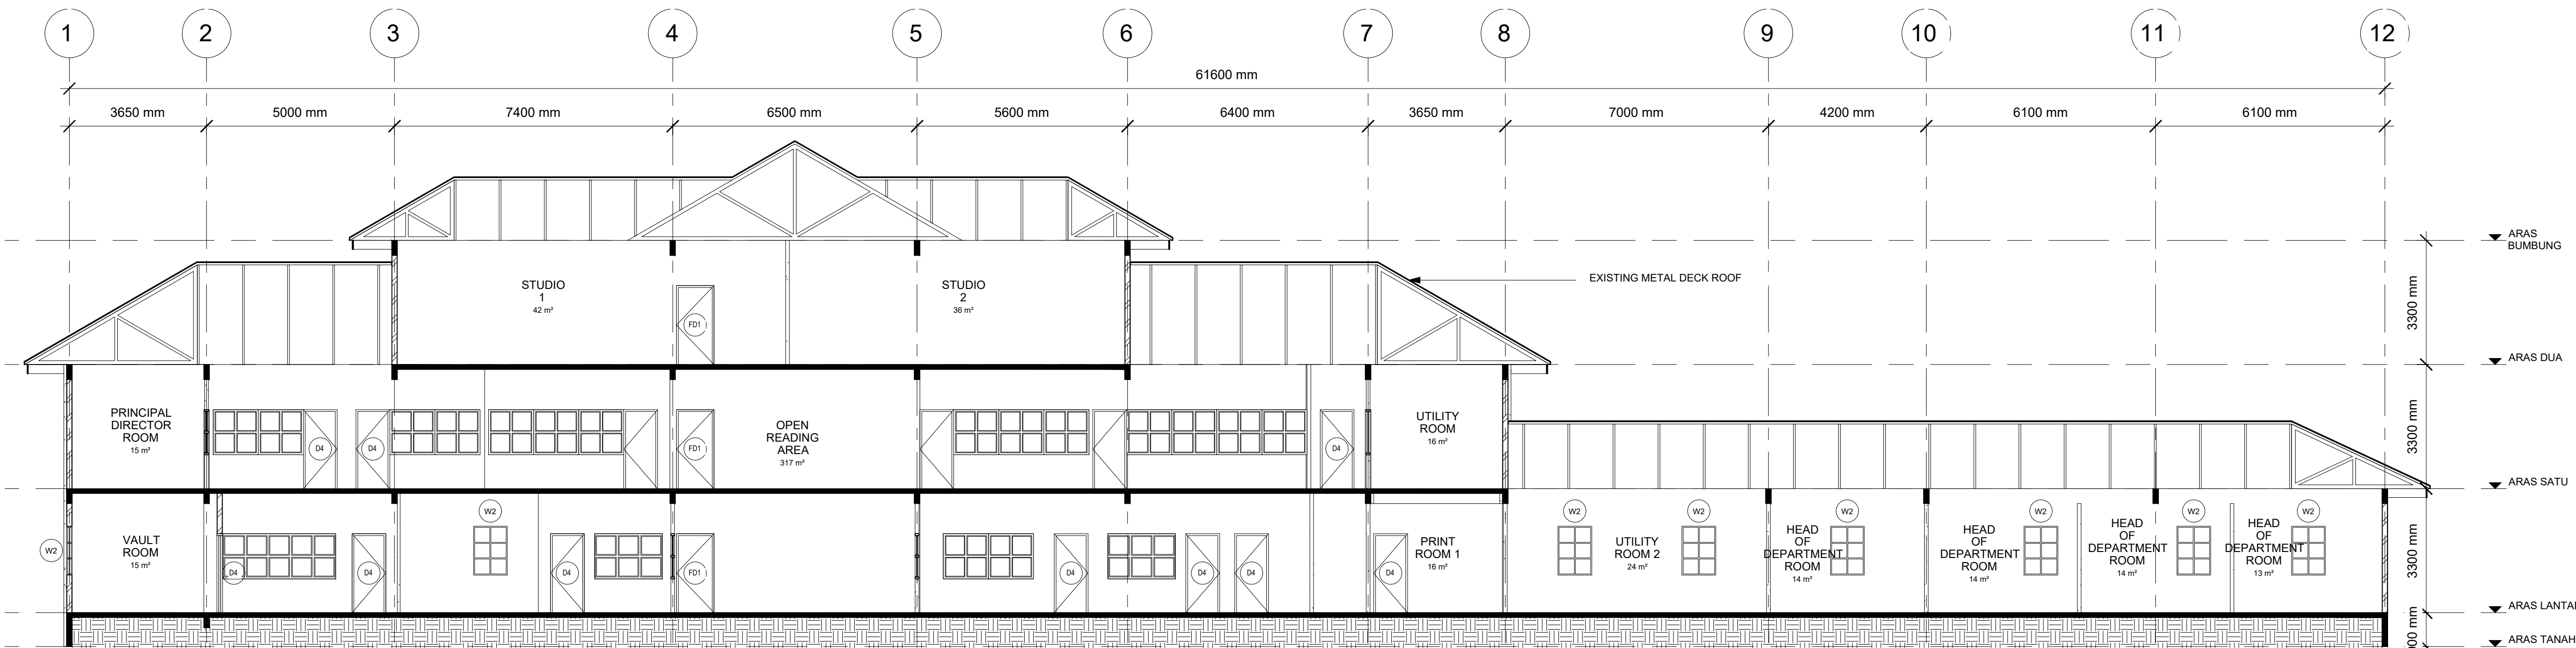 1 2 3 4 5 6 7 8 9 10 11 12
61600 mm
3650 mm 5000 mm 7400 mm 6500 mm 5600 mm 6400 mm 3650 mm 7000 mm 4200 mm 6100 mm 6100 mm
ARAS
BUMBUNG
3300 mm
EXISTING METAL DECK ROOF
STUDIO
1
42 m²
FD1
STUDIO
2
36 m²
ARAS DUA
3300 mm
PRINCIPAL
DIRECTOR
ROOM
15 m²
D4
D4
FD1
OPEN
READING
AREA
317 m²
D4
UTILITY
ROOM
16 m²
ARAS SATU
3300 mm
W2
VAULT
ROOM
15 m²
D4
D4
W2
D4
FD1
D4
D4
D4
D4
PRINT
ROOM 1
16 m²
W2
UTILITY
ROOM 2
24 m²
W2
HEAD
OF
DEPARTMENT
ROOM
14 m²
W2
HEAD
OF
DEPARTMENT
ROOM
14 m²
W2
HEAD
OF
DEPARTMENT
ROOM
14 m²
W2
HEAD
OF
DEPARTMENT
ROOM
13 m²
W2
ARAS
mm
ARAS TANAH